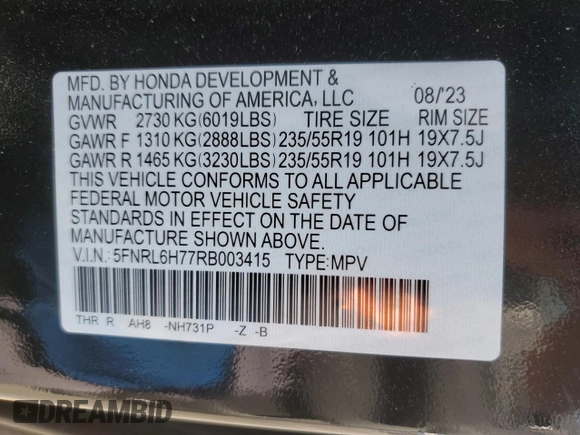 MFD. BY HONDA DEVELOPMENT &
MANUFACTURING OF AMERICA, LLC 08/'23
GVWR 2730 KG(6019LBS) TIRE SIZE RIM SIZE
GAWR F 1310 KG(2888LBS) 235/55R19 101H 19X7.5J
GAWR R 1465 KG(3230LBS) 235/55R19 101H 19X7.5J
THIS VEHICLE CONFORMS TO ALL APPLICABLE
FEDERAL MOTOR VEHICLE SAFETY
STANDARDS IN EFFECT ON THE DATE OF
MANUFACTURE SHOWN ABOVE.
V.I.N.: 5FNRL6H77RB003415 TYPE:MPV
THR R AH8 -NH731P -Z -B
DREAMBID